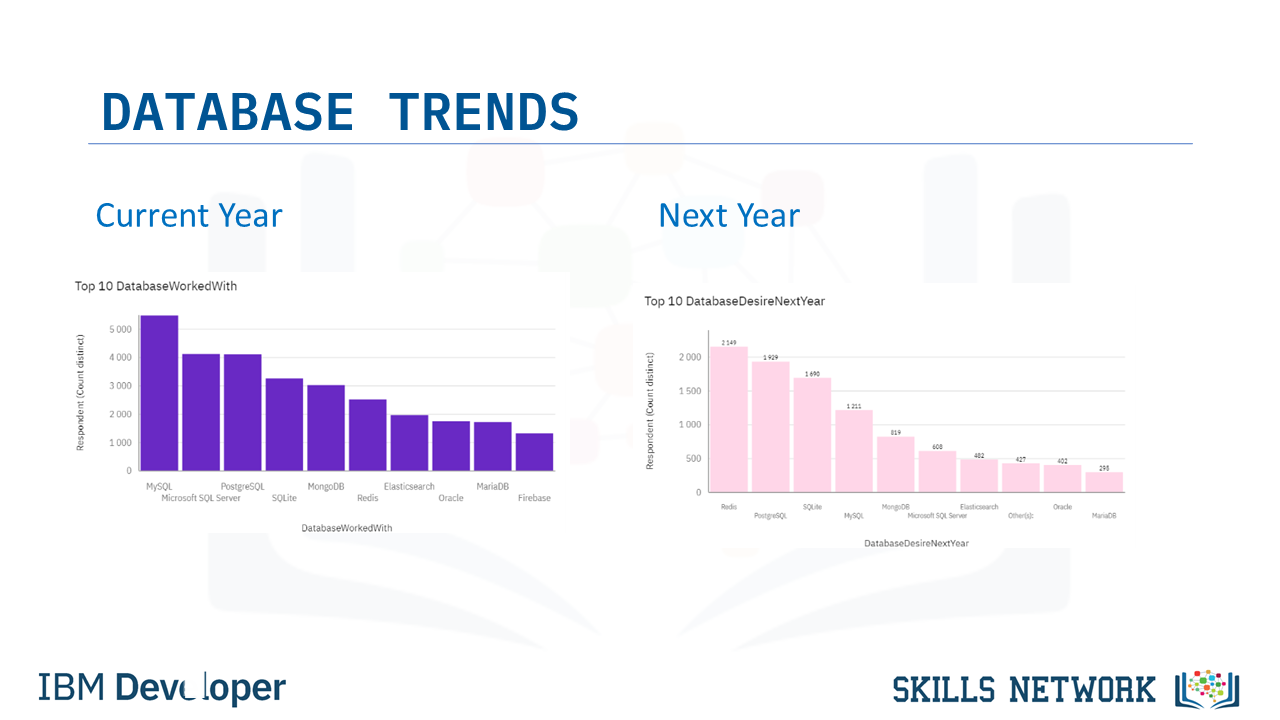 DATABASE TRENDS
Current Year
Next Year
Top 10 DatabaseWorkedWith
Respondent (Count distinct)
5 000
4 000
3 000
2 000
1 000
0
MySQL PostgreSQL MongoDB Elasticsearch MariaDB
Microsoft SQL Server SQLite Redis Oracle Firebase
DatabaseWorkedWith
Top 10 DatabaseDesireNextYear
Respondent (Count distinct)
2 000
1 500
1 000
500
0
2 149
1 929
1 690
1 211
819
608
482
427
402
298
Redis SQLite MongoDB Elasticsearch Oracle
PostgreSQL MySQL Microsoft SQL Server Other(s): MariaDB
DatabaseDesireNextYear
IBM Developer
SKILLS NETWORK